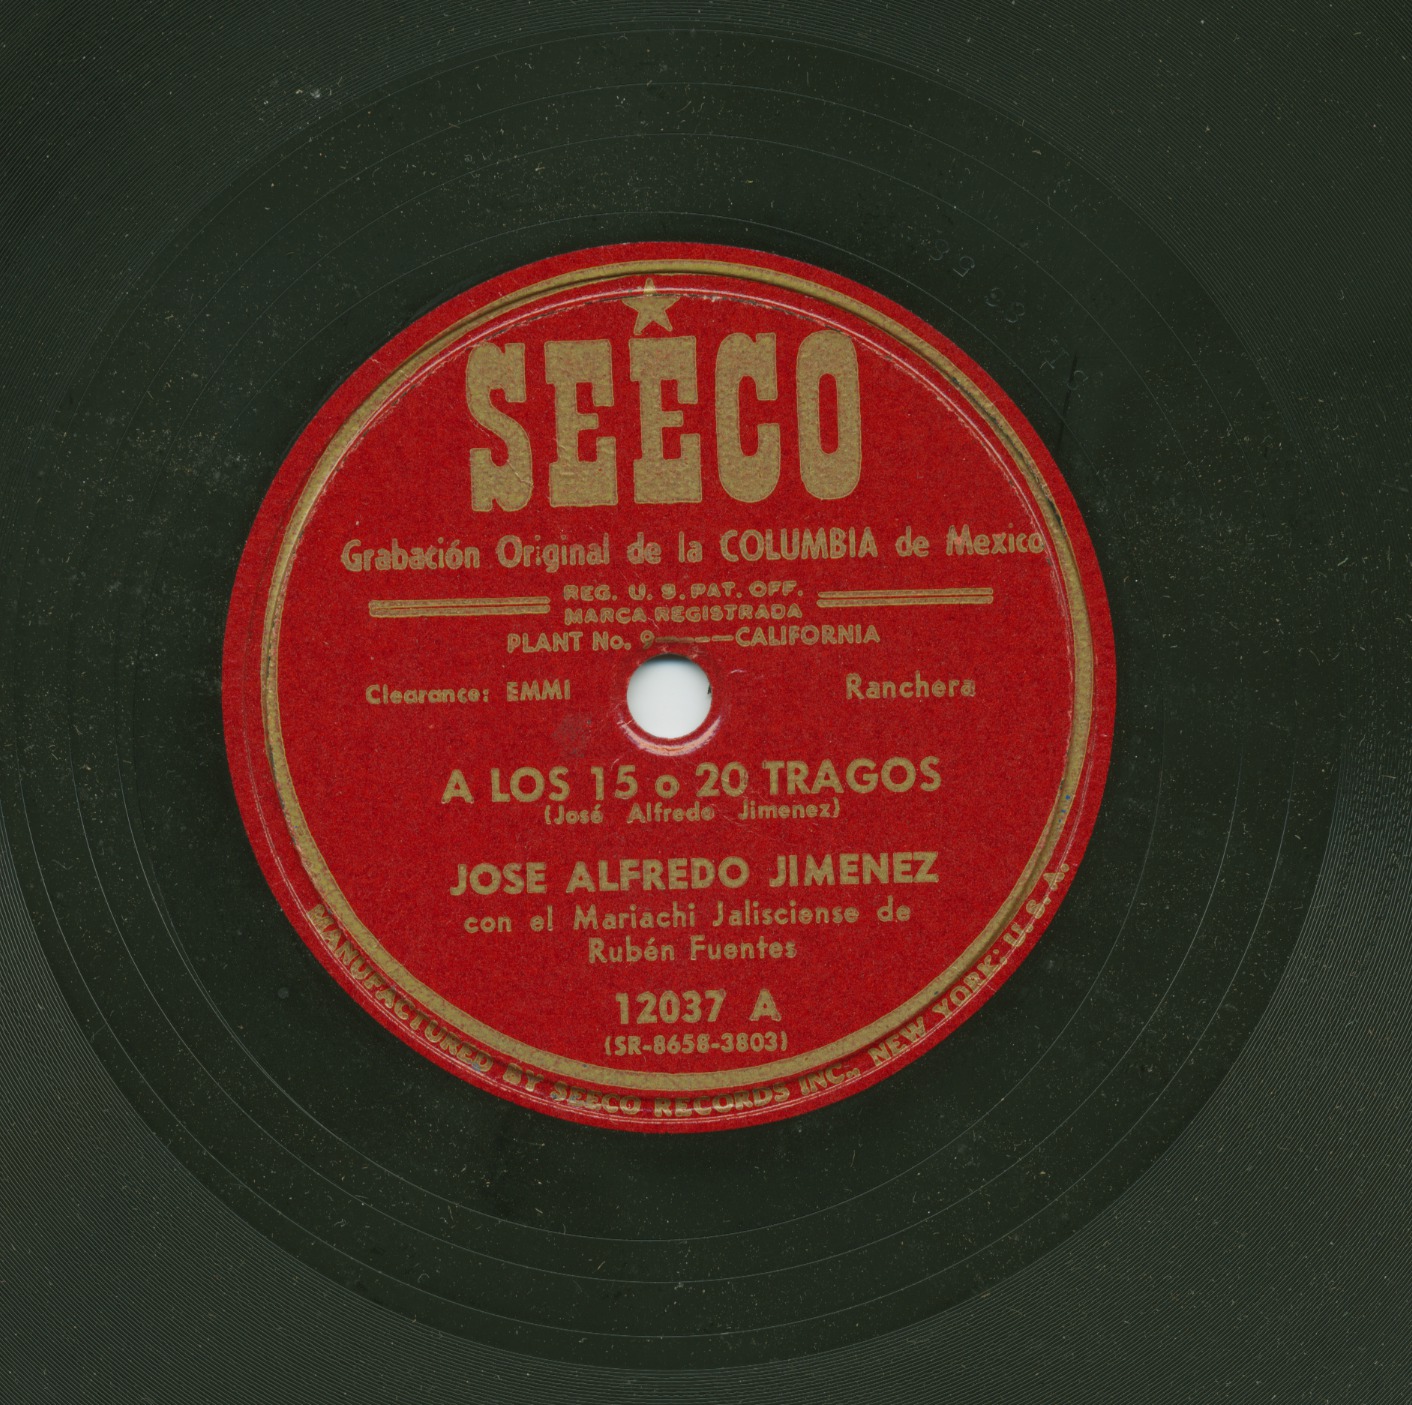 SEECO
Grabación Original de la COLUMBIA de Mexico
REG. U. S. PAT. OFF.
MARCA REGISTRADA
PLANT No. 9----CALIFORNIA
Clearance: EMMI
Ranchera
A LOS 15 o 20 TRAGOS
(José Alfredo Jimenez)
JOSE ALFREDO JIMENEZ
con el Mariachi Jalisciense de
Rubén Fuentes
12037 A
(SR-8658-3803)
MANUFACTURED BY SEECO RECORDS INC., NEW YORK, U.S.A.